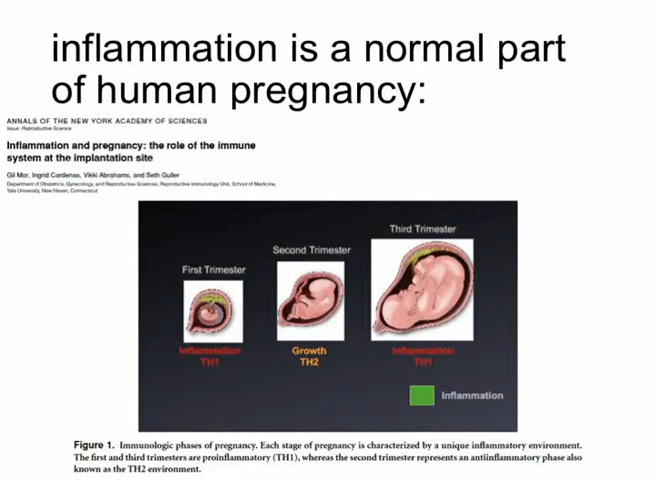 inflammation is a normal part
of human pregnancy:
ANNALS OF THE NEW YORK ACADEMY OF SCIENCES
Issue: Reproductive Science
Inflammation and pregnancy: the role of the immune
system at the implantation site
Gil Mor, Ingrid Cardenas, Vikki Abrahams, and Seth Guller
Department of Obstetrics, Gynecology, and Reproductive Sciences, Reproductive Immunology Unit, School of Medicine,
Yale University, New Haven, Connecticut
Third Trimester
Second Trimester
First Trimester
Inflammation
TH1
Growth
TH2
Inflammation
TH1
Inflammation
Figure 1. Immunologic phases of pregnancy. Each stage of pregnancy is characterized by a unique inflammatory environment.
The first and third trimesters are proinflammatory (TH1), whereas the second trimester represents an antiinflammatory phase also
known as the TH2 environment.